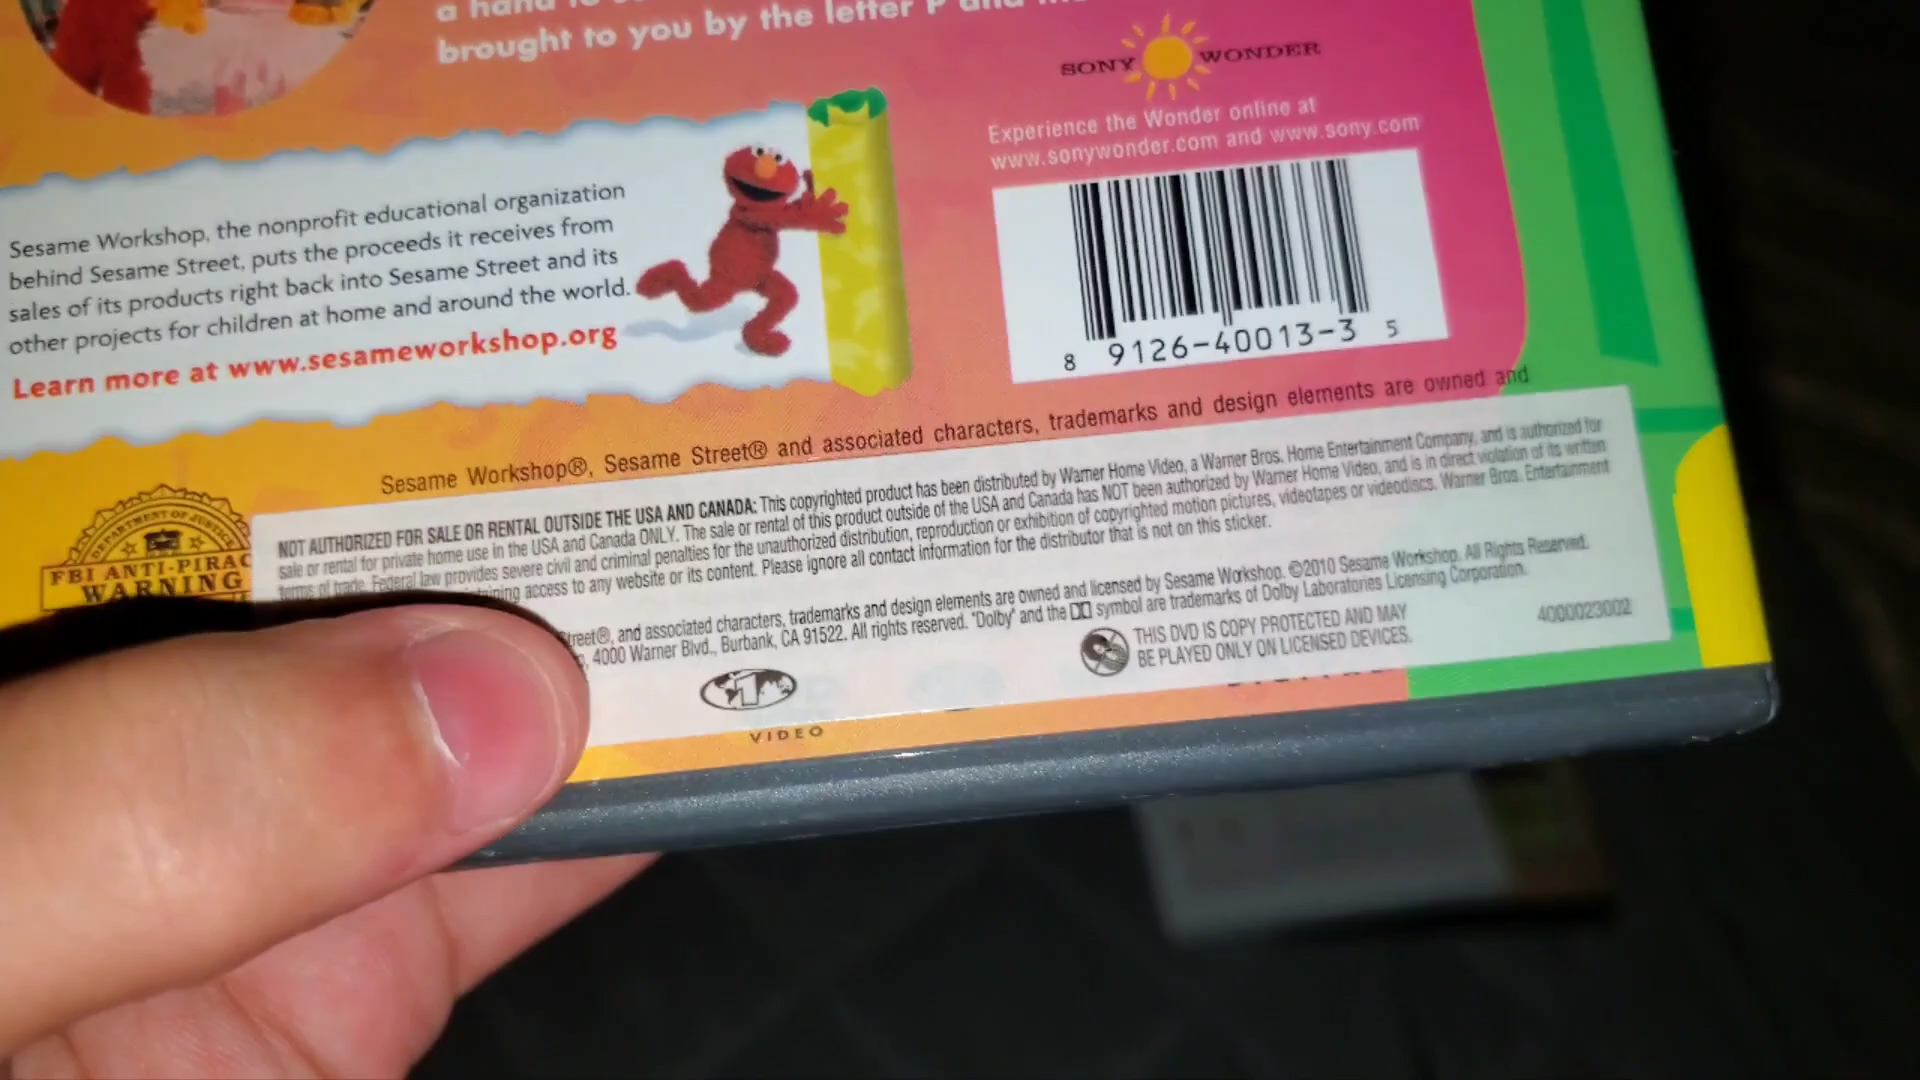 a hand to
brought to you by the letter P and
SONY WONDER
Experience the Wonder online at
www.sonywonder.com and www.sony.com
Sesame Workshop, the nonprofit educational organization
behind Sesame Street, puts the proceeds it receives from
sales of its products right back into Sesame Street and its
other projects for children at home and around the world.
Learn more at www.sesameworkshop.org
8 9126-40013-3 5
Sesame Workshop®, Sesame Street® and associated characters, trademarks and design elements are owned and
DEPARTMENT OF JUSTICE
FBI ANTI-PIRAC
WARNING
NOT AUTHORIZED FOR SALE OR RENTAL OUTSIDE THE USA AND CANADA: This copyrighted product has been distributed by Warner Home Video, a Warner Bros. Home Entertainment Company, and is authorized for
sale or rental for private home use in the USA and Canada ONLY. The sale or rental of this product outside of the USA and Canada has NOT been authorized by Warner Home Video, and is in direct violation of its written
terms of trade. Federal law provides severe civil and criminal penalties for the unauthorized distribution, reproduction or exhibition of copyrighted motion pictures, videotapes or videodiscs. Warner Bros. Entertainment
access to any website or its content. Please ignore all contact information for the distributor that is not on this sticker.
Street®, and associated characters, trademarks and design elements are owned and licensed by Sesame Workshop. ©2010 Sesame Workshop. All Rights Reserved.
4000 Warner Blvd., Burbank, CA 91522. All rights reserved. "Dolby" and the symbol are trademarks of Dolby Laboratories Licensing Corporation.
THIS DVD IS COPY PROTECTED AND MAY
BE PLAYED ONLY ON LICENSED DEVICES.
4000023002
1
VIDEO